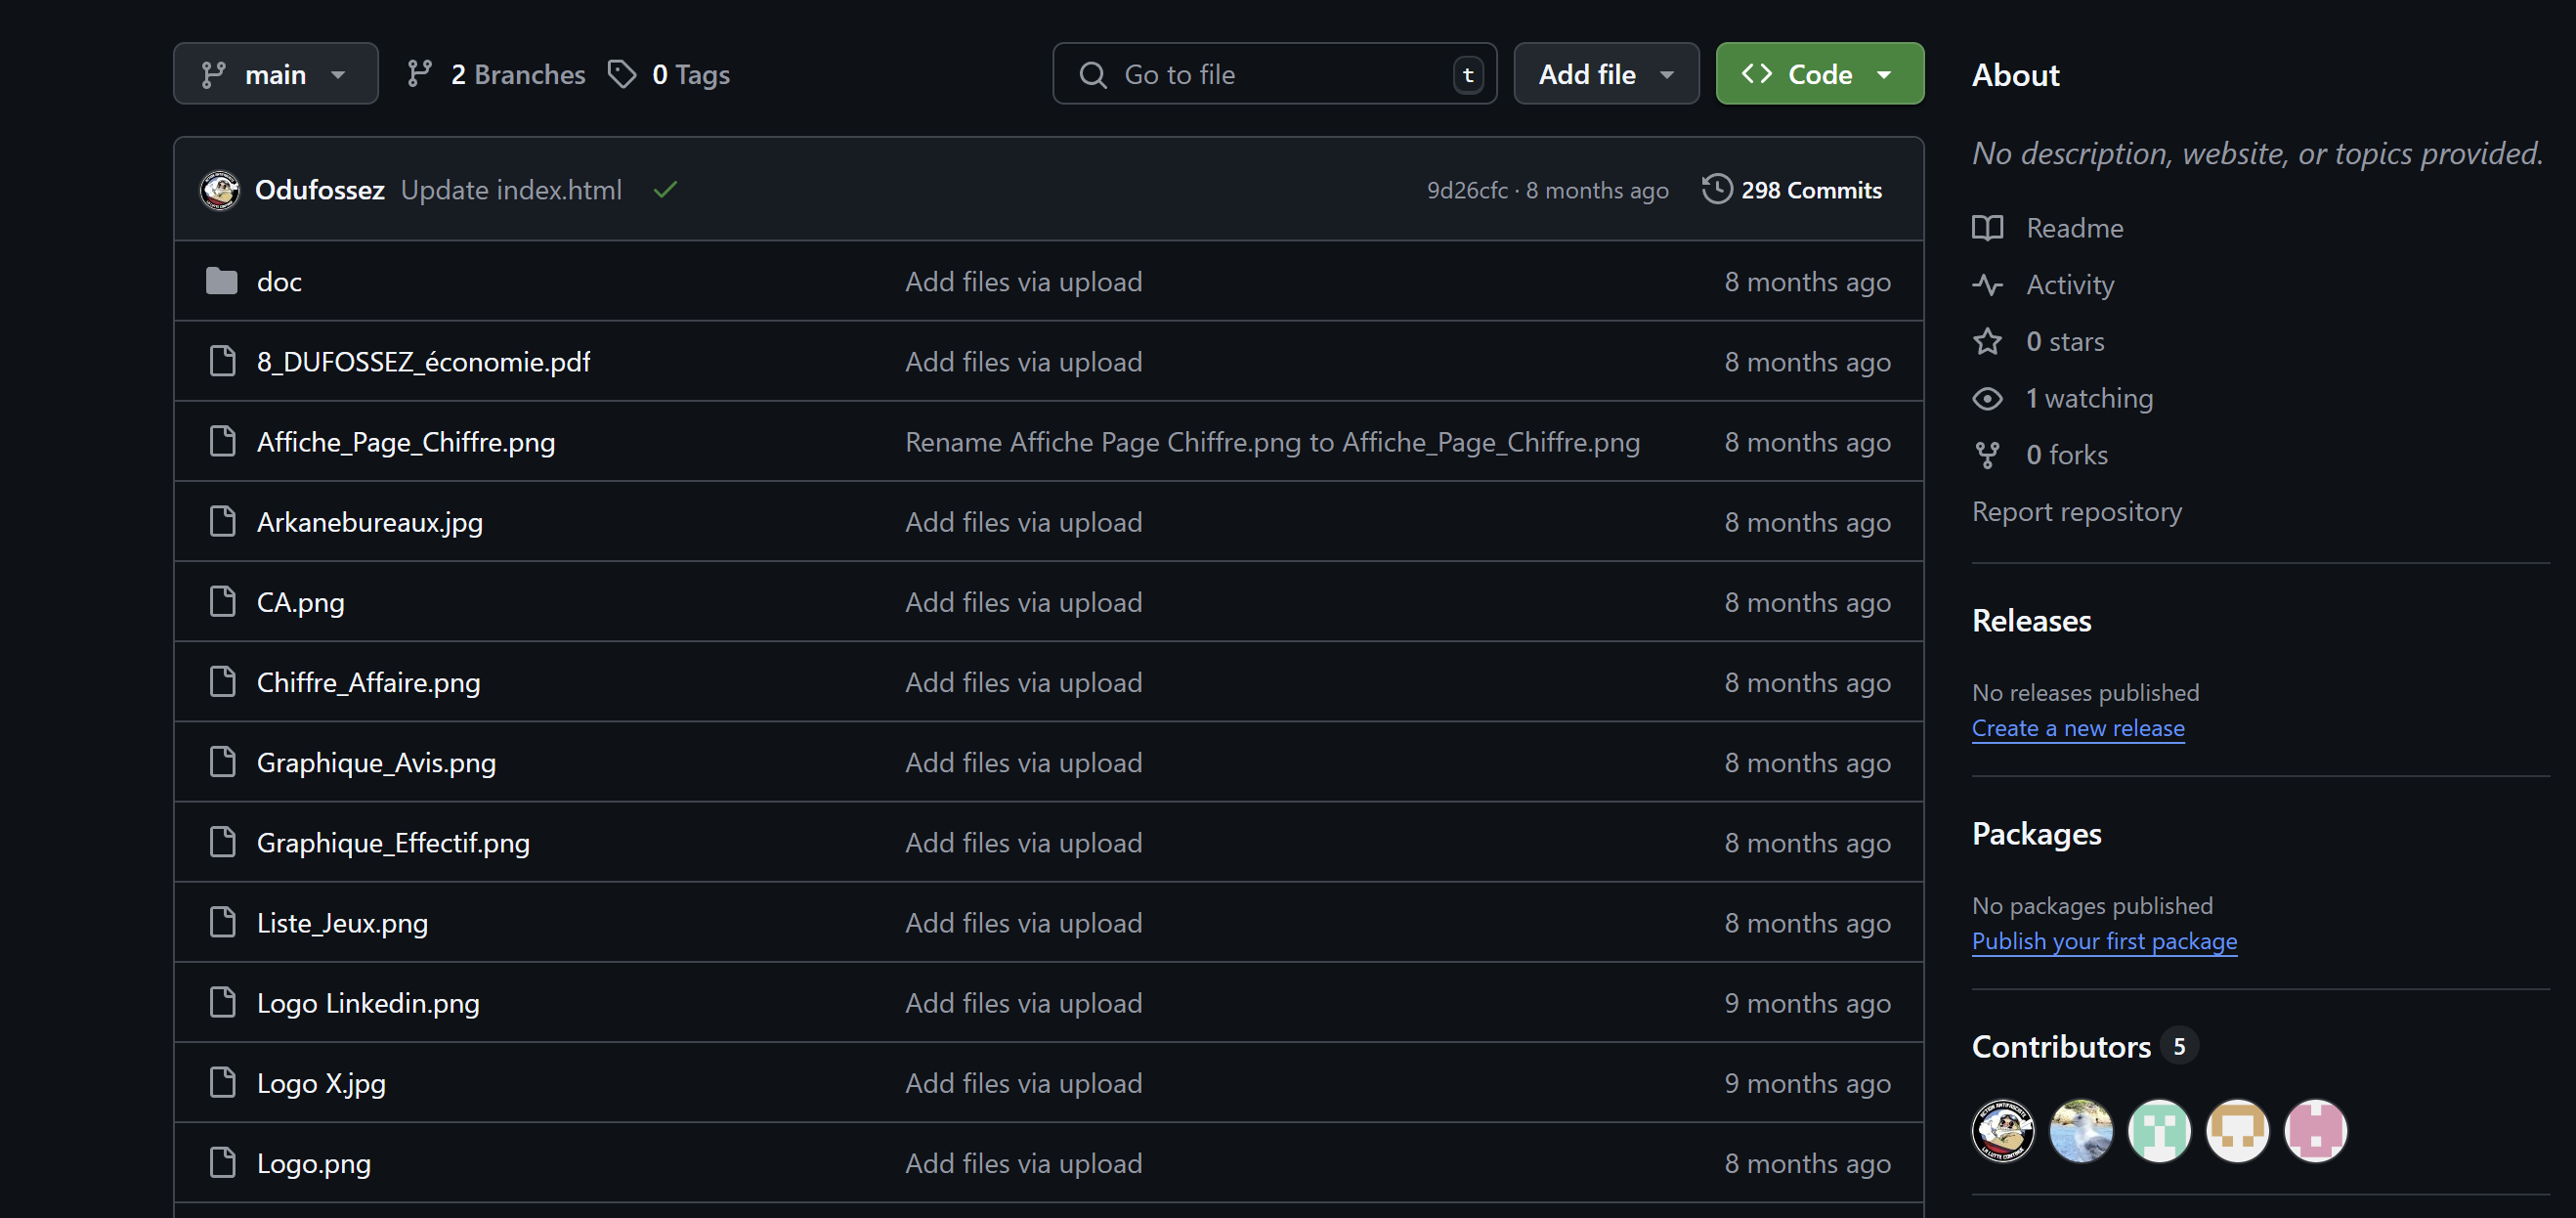 main
2 Branches
0 Tags
Go to file
t
Add file
Code
Odufossez Update index.html
9d26cfc · 8 months ago
298 Commits
doc Add files via upload 8 months ago
8_DUFOSSEZ_économie.pdf Add files via upload 8 months ago
Affiche_Page_Chiffre.png Rename Affiche Page Chiffre.png to Affiche_Page_Chiffre.png 8 months ago
Arkanebureaux.jpg Add files via upload 8 months ago
CA.png Add files via upload 8 months ago
Chiffre_Affaire.png Add files via upload 8 months ago
Graphique_Avis.png Add files via upload 8 months ago
Graphique_Effectif.png Add files via upload 8 months ago
Liste_Jeux.png Add files via upload 8 months ago
Logo Linkedin.png Add files via upload 9 months ago
Logo X.jpg Add files via upload 9 months ago
Logo.png Add files via upload 8 months ago
About
No description, website, or topics provided.
Readme
Activity
0 stars
1 watching
0 forks
Report repository
Releases
No releases published
Create a new release
Packages
No packages published
Publish your first package
Contributors 5